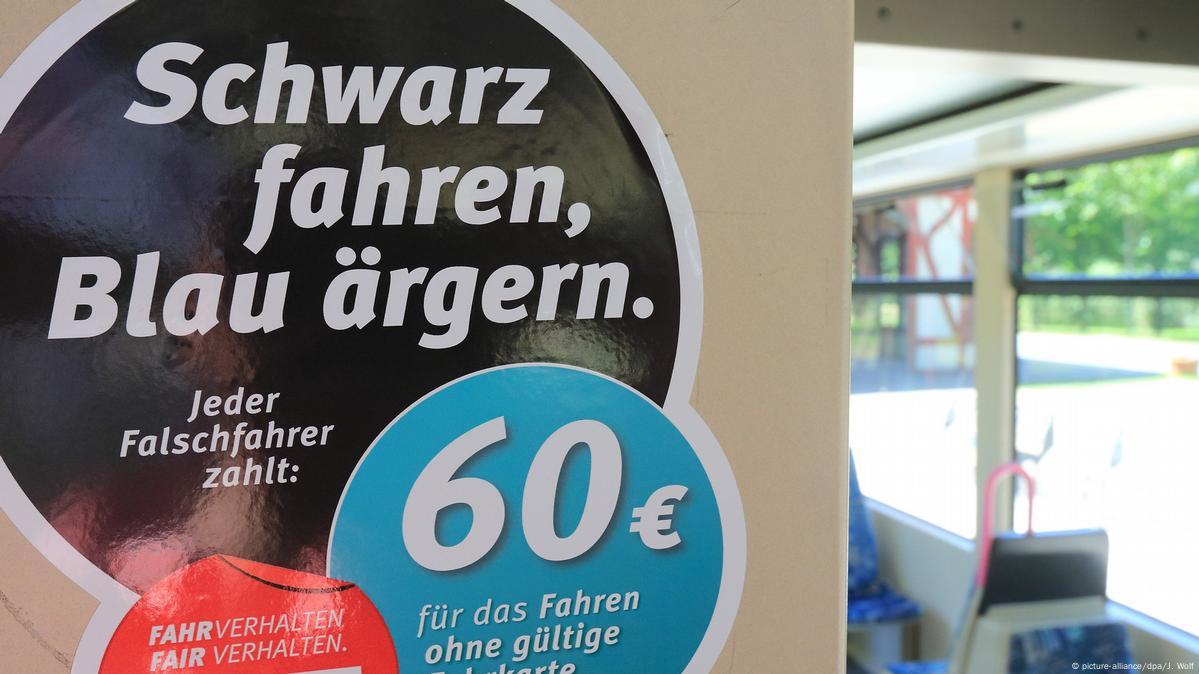 Schwarz
fahren,
Blau ärgern.
Jeder
Falschfahrer
zahlt:
60€
für das Fahren
ohne gültige
Fahrkarte
FAHRVERHALTEN.
FAIR VERHALTEN.
© picture-alliance/dpa/J. Wolf